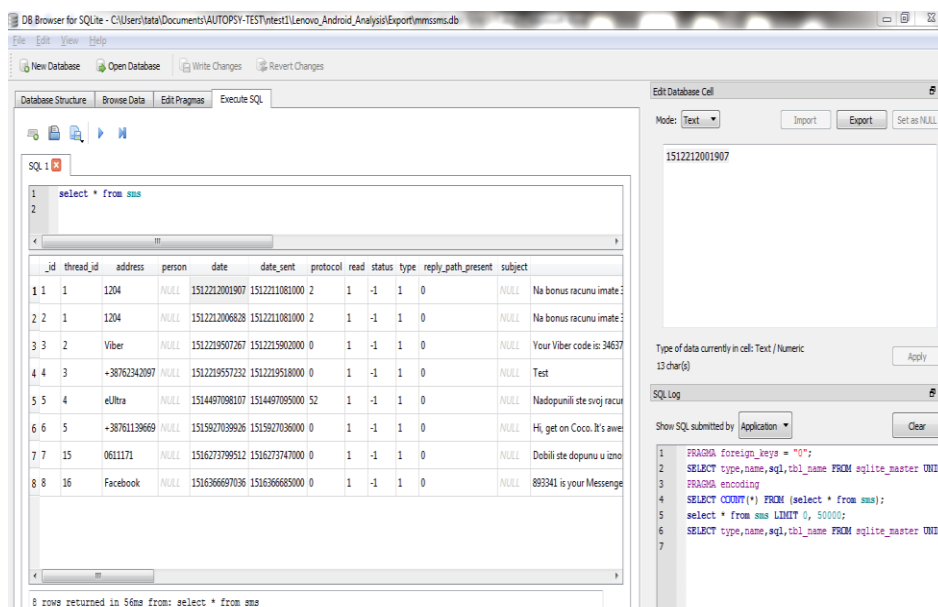 DB Browser for SQLite - C:\Users\tata\Documents\AUTOPSY-TEST\ntest1\Lenovo_Android_Analysis\Export\mmssms.db
File Edit View Help
New Database Open Database Write Changes Revert Changes
Database Structure Browse Data Edit Pragmas Execute SQL
SQL 1
1 select * from sms
2
_id thread_id address person date date_sent protocol read status type reply_path_present subject
1 1 1 1204 NULL 1512212001907 1512211081000 2 1 -1 1 0 NULL Na bonus racunu imate
2 2 1 1204 NULL 1512212006828 1512211081000 2 1 -1 1 0 NULL Na bonus racunu imate
3 3 2 Viber NULL 1512219507267 1512215902000 0 1 -1 1 0 NULL Your Viber code is: 34637
4 4 3 +38762342097 NULL 1512219557232 1512219518000 0 1 -1 1 0 NULL Test
5 5 4 eUltra NULL 1514497098107 1514497095000 52 1 -1 1 0 NULL Nadopunili ste svoj racu
6 6 5 +38761139669 NULL 1515927039926 1515927036000 0 1 -1 1 0 NULL Hi, get on Coco. It's awe
7 7 15 0611171 NULL 1516273799512 1516273747000 0 1 -1 1 0 NULL Dobili ste dopunu u izno
8 8 16 Facebook NULL 1516366697036 1516366685000 0 1 -1 1 0 NULL 893341 is your Messenge
8 rows returned in 56ms from: select * from sms
Edit Database Cell
Mode: Text Import Export Set as NULL
1512212001907
Type of data currently in cell: Text / Numeric
13 char(s)
Apply
SQL Log
Show SQL submitted by Application Clear
1 PRAGMA foreign_keys = "0";
2 SELECT type,name,sql,tbl_name FROM sqlite_master UNI
3 PRAGMA encoding
4 SELECT COUNT(*) FROM (select * from sms);
5 select * from sms LIMIT 0, 50000;
6 SELECT type,name,sql,tbl_name FROM sqlite_master UNI
7